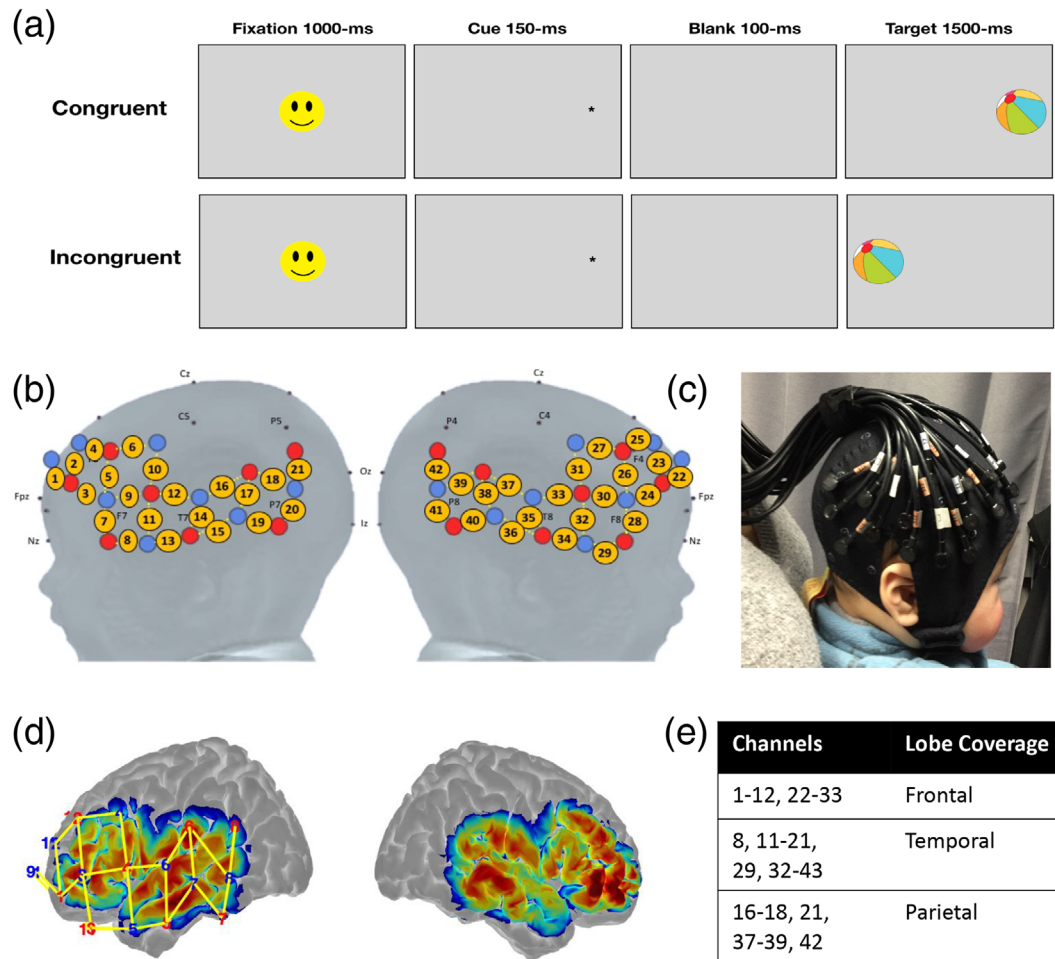 (a)
Fixation 1000-ms Cue 150-ms Blank 100-ms Target 1500-ms
Congruent
*
Incongruent
*
(b)
Cz
C5
P5
Fpz
Nz
F7
T7
P7
1 2 3 4 5 6 7 8 9 10 11 12 13 14 15 16 17 18 19 20 21
Oz
Iz
Cz
P4
C4
F4
P8
T8
F8
Fpz
Nz
42 41 40 39 38 37 36 35 34 33 32 31 30 29 28 27 26 25 24 23 22
(c)
(d)
(e)
Channels Lobe Coverage
1-12, 22-33 Frontal
8, 11-21, Temporal
29, 32-43
16-18, 21, Parietal
37-39, 42